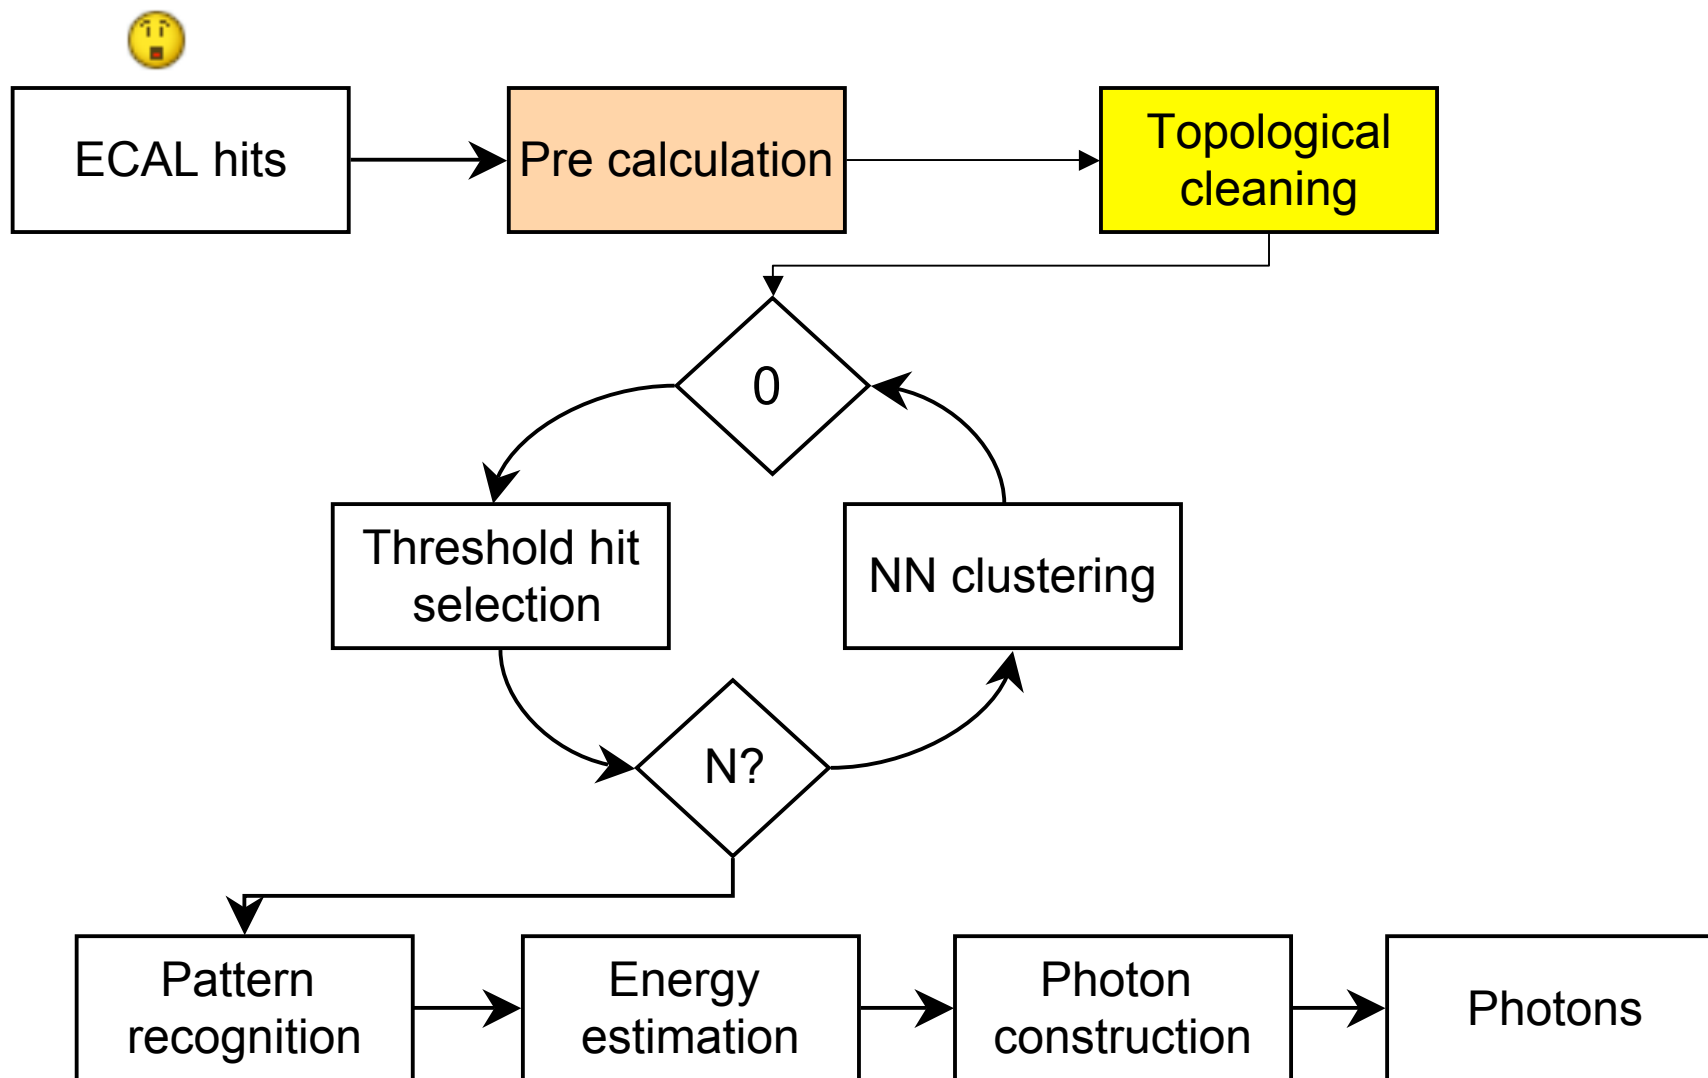 ECAL hits
Pre calculation
Topological
cleaning
0
Threshold hit
selection
NN clustering
N?
Pattern
recognition
Energy
estimation
Photon
construction
Photons